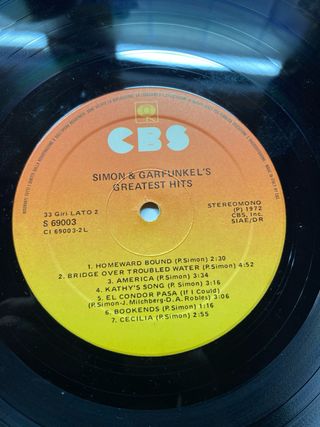 CBS
SIMON & GARFUNKEL'S
GREATEST HITS
33 Giri-LATO 2
S 69003
CI 69003-2L
STEREOMONO
(P) 1972
CBS, Inc.
SIAE/DR
1. HOMEWARD BOUND (P.Simon) 2:30
2. BRIDGE OVER TROUBLED WATER (P.Simon) 4:52
3. AMERICA (P.Simon) 3:34
4. KATHY'S SONG (P.Simon) 3:16
5. EL CONDOR PASA (If I Could)
(P.Simon-J.Milchberg-D.A. Robles) 3:06
6. BOOKENDS (P.Simon) 1:16
7. CECILIA (P.Simon) 2:55